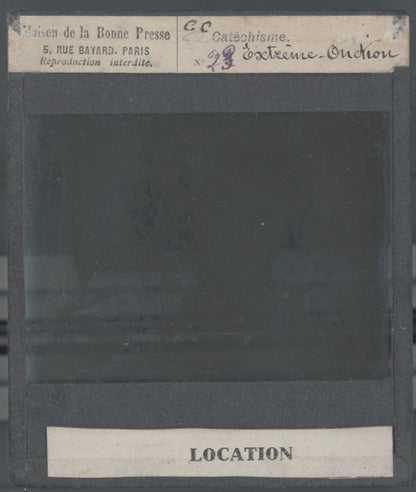 Maison de la Bonne Presse
5, RUE BAYARD, PARIS
Reproduction interdite.
CC
Catéchisme.
N° 23 Extrême-Onction
LOCATION